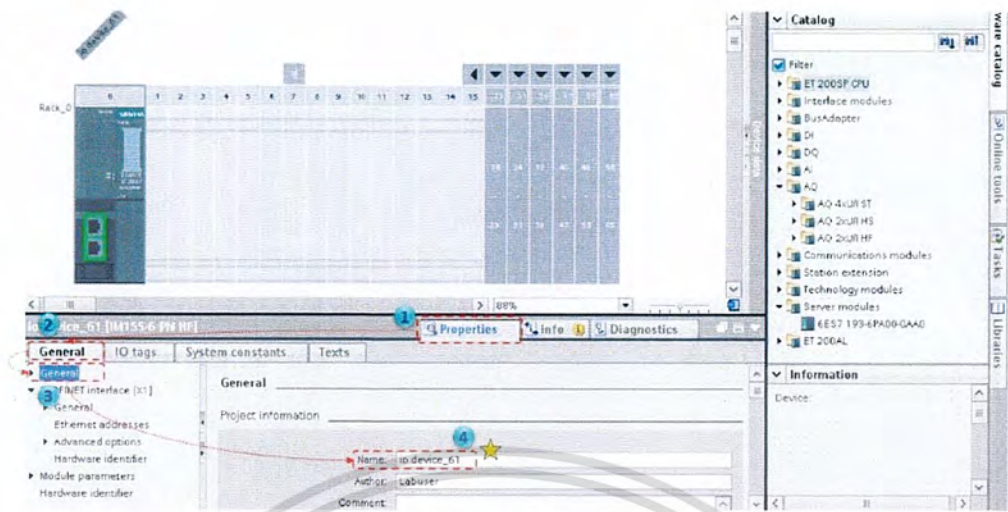 io device_61
Rack_0
0 1 2 3 4 5 6 7 8 9 10 11 12 13 14 15
88%
io device_61 [IM155-6 PN HF]
1
Properties
Info
Diagnostics
2
General
IO tags
System constants
Texts
General
PROFINET interface [X1]
3
General
Ethernet addresses
Advanced options
Hardware identifier
Module parameters
Hardware identifier
General
Project information
4
Name: io device_61
Author: Labuser
Comment:
Catalog
Filter
ET 200SP CPU
Interface modules
BusAdapter
DI
DQ
AI
AQ
AQ 4xU/I ST
AQ 2xU/I HS
AQ 2xU/I HF
Communications modules
Station extension
Technology modules
Server modules
6ES7 193-6PA00-0AA0
ET 200AL
Information
Device:
ware catalog
Online tools
Tasks
Libraries